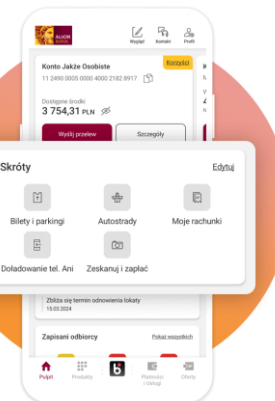 ALIOR
BANK
Wygląd
Kontakt
Profil
Konto Jakże Osobiste
Korzyści
11 2490 0005 0000 4000 2182 8917
Dostępne środki
3 754,31 PLN
Wyślij przelew
Szczegóły
Skróty
Edytuj
Bilety i parkingi
Autostrady
Moje rachunki
Doładowanie tel. Ani
Zeskanuj i zapłać
Zbliża się termin odnowienia lokaty
15.03.2024
Zapisani odbiorcy
Pokaż wszystkich
Pulpit
Produkty
Płatności
i Usługi
Oferty